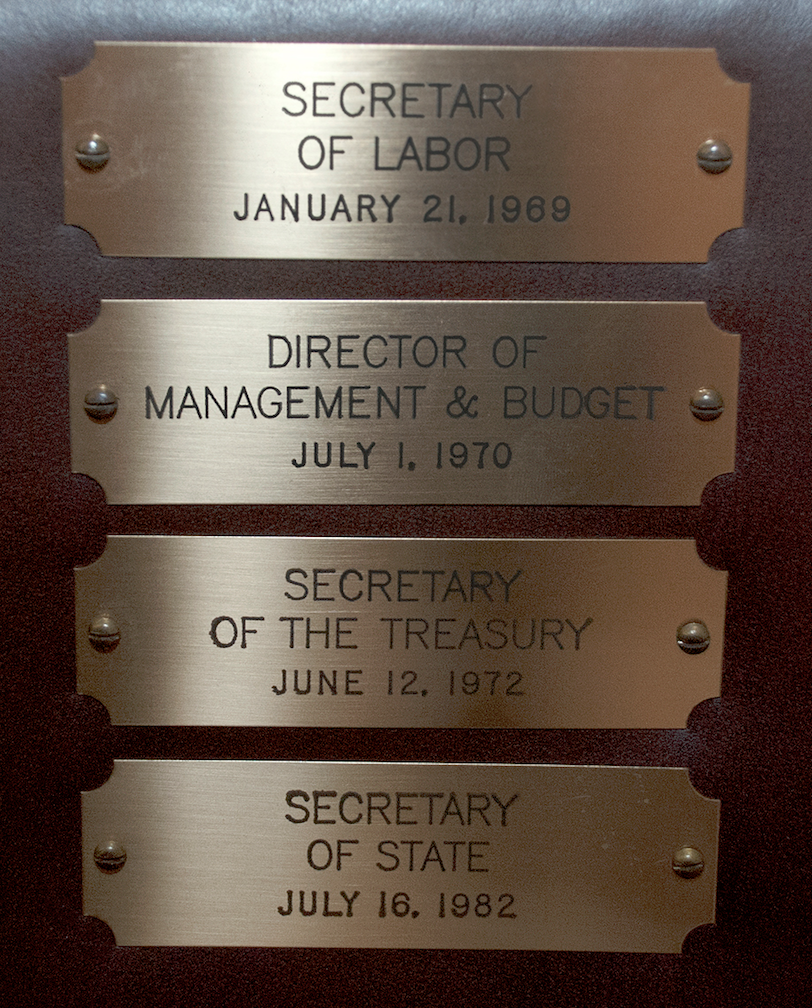 SECRETARY
OF LABOR
JANUARY 21, 1969
DIRECTOR OF
MANAGEMENT & BUDGET
JULY 1, 1970
SECRETARY
OF THE TREASURY
JUNE 12, 1972
SECRETARY
OF STATE
JULY 16, 1982